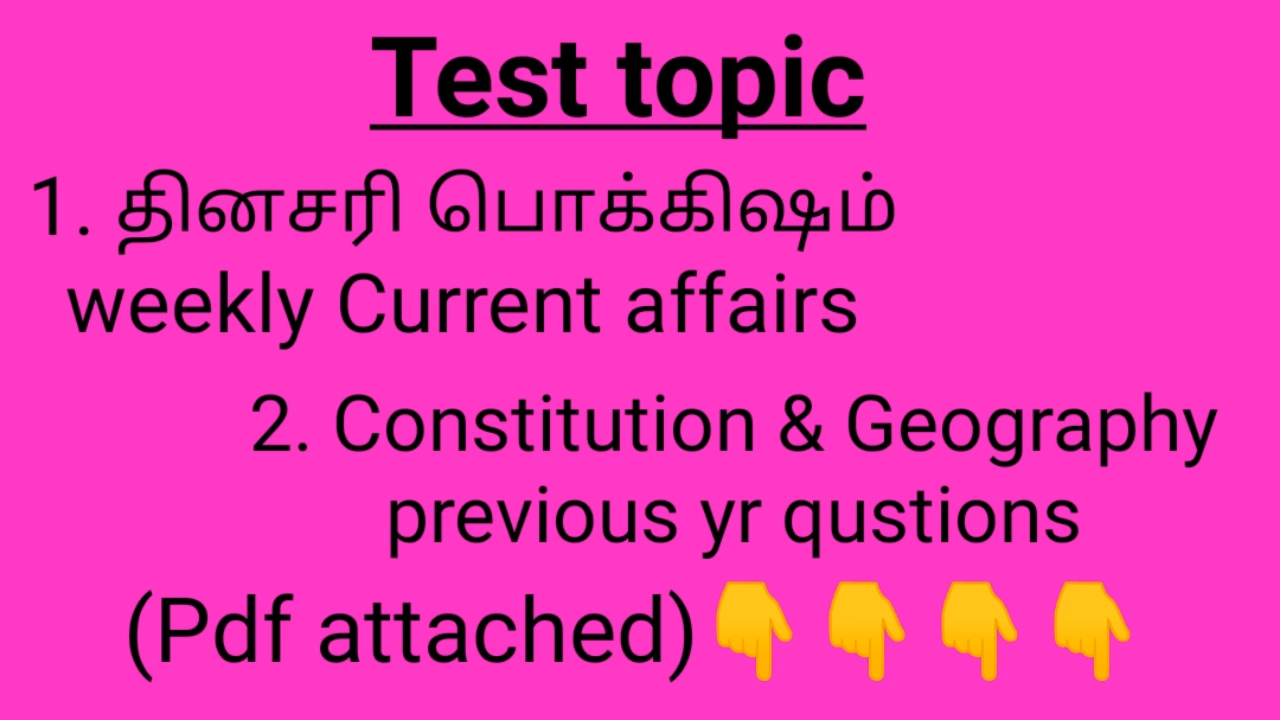 Test topic
1. தினசரி பொக்கிஷம்
weekly Current affairs
2. Constitution & Geography
previous yr qustions
(Pdf attached)👇👇👇👇